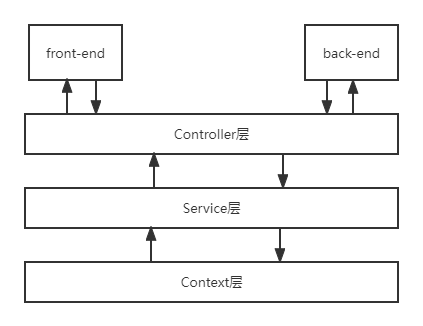 front-end
back-end
Controller层
Service层
Context层